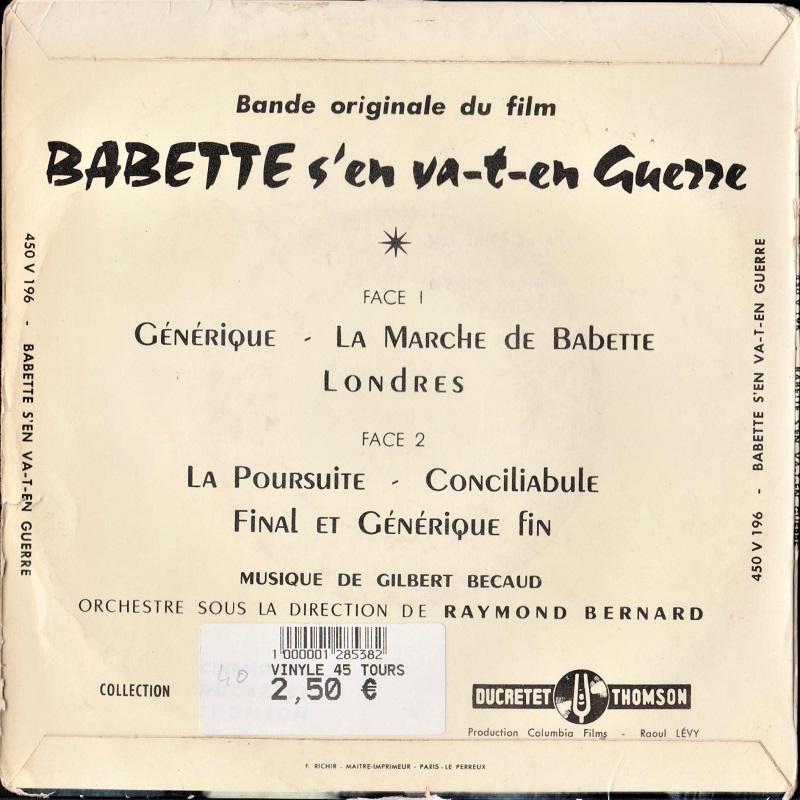 Bande originale du film
BABETTE s'en va-t-en Guerre
FACE 1
GÉNÉRIQUE - LA MARCHE dE BABETTE
LONdRES
FACE 2
LA POURSUITE - CONCILIABULE
FINAL ET GÉNÉRIQUE fIN
MUSIQUE DE GILBERT BECAUD
ORCHESTRE SOUS LA DIRECTION DE RAYMOND BERNARD
450 V 196 - BABETTE S'EN VA-T-EN GUERRE
450 V 196 - BABETTE S'EN VA-T-EN GUERRE
1 000001 285382
VINYLE 45 TOURS
40
2,50 €
COLLECTION
DUCRETET THOMSON
Production Columbia Films - Raoul LÉVY
F. RICHIR - MAITRE-IMPRIMEUR - PARIS - LE PERREUX